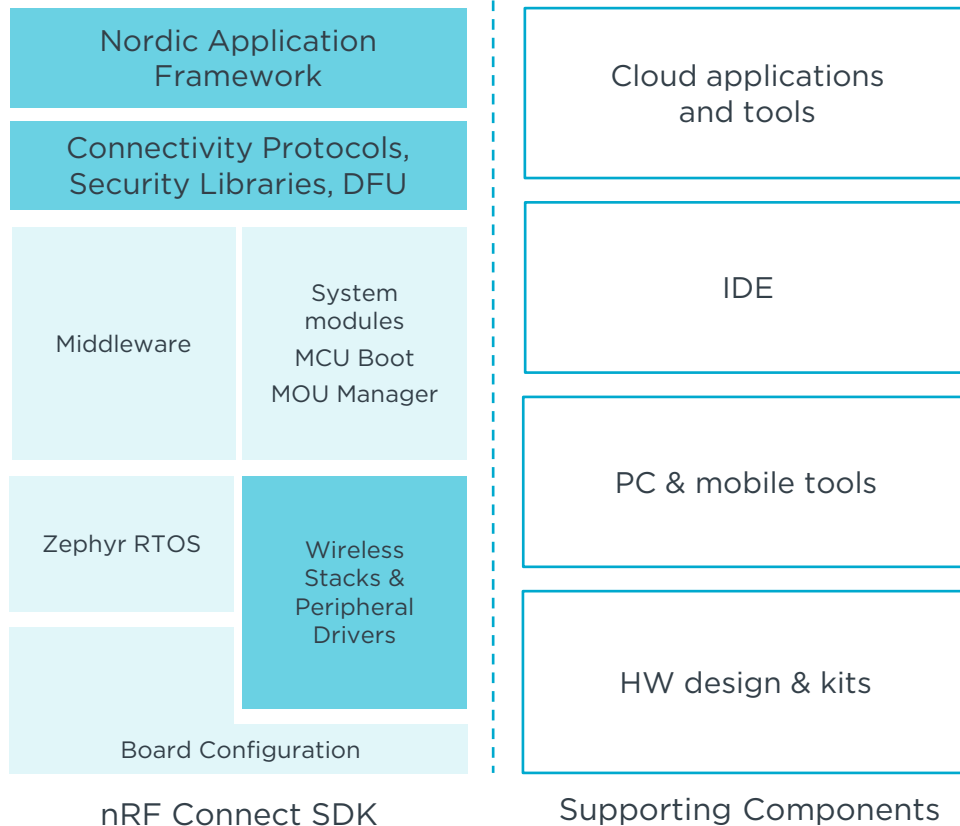 Nordic Application
Framework
Connectivity Protocols,
Security Libraries, DFU
Middleware
System
modules
MCU Boot
MOU Manager
Zephyr RTOS
Wireless
Stacks &
Peripheral
Drivers
Board Configuration
nRF Connect SDK
Cloud applications
and tools
IDE
PC & mobile tools
HW design & kits
Supporting Components